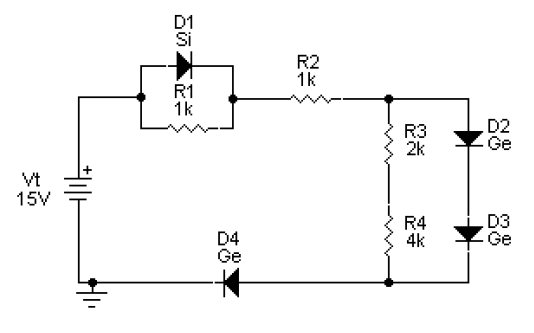 D1
Si
R1
1k
R2
1k
R3
2k
D2
Ge
Vt
15V
+
R4
4k
D3
Ge
D4
Ge